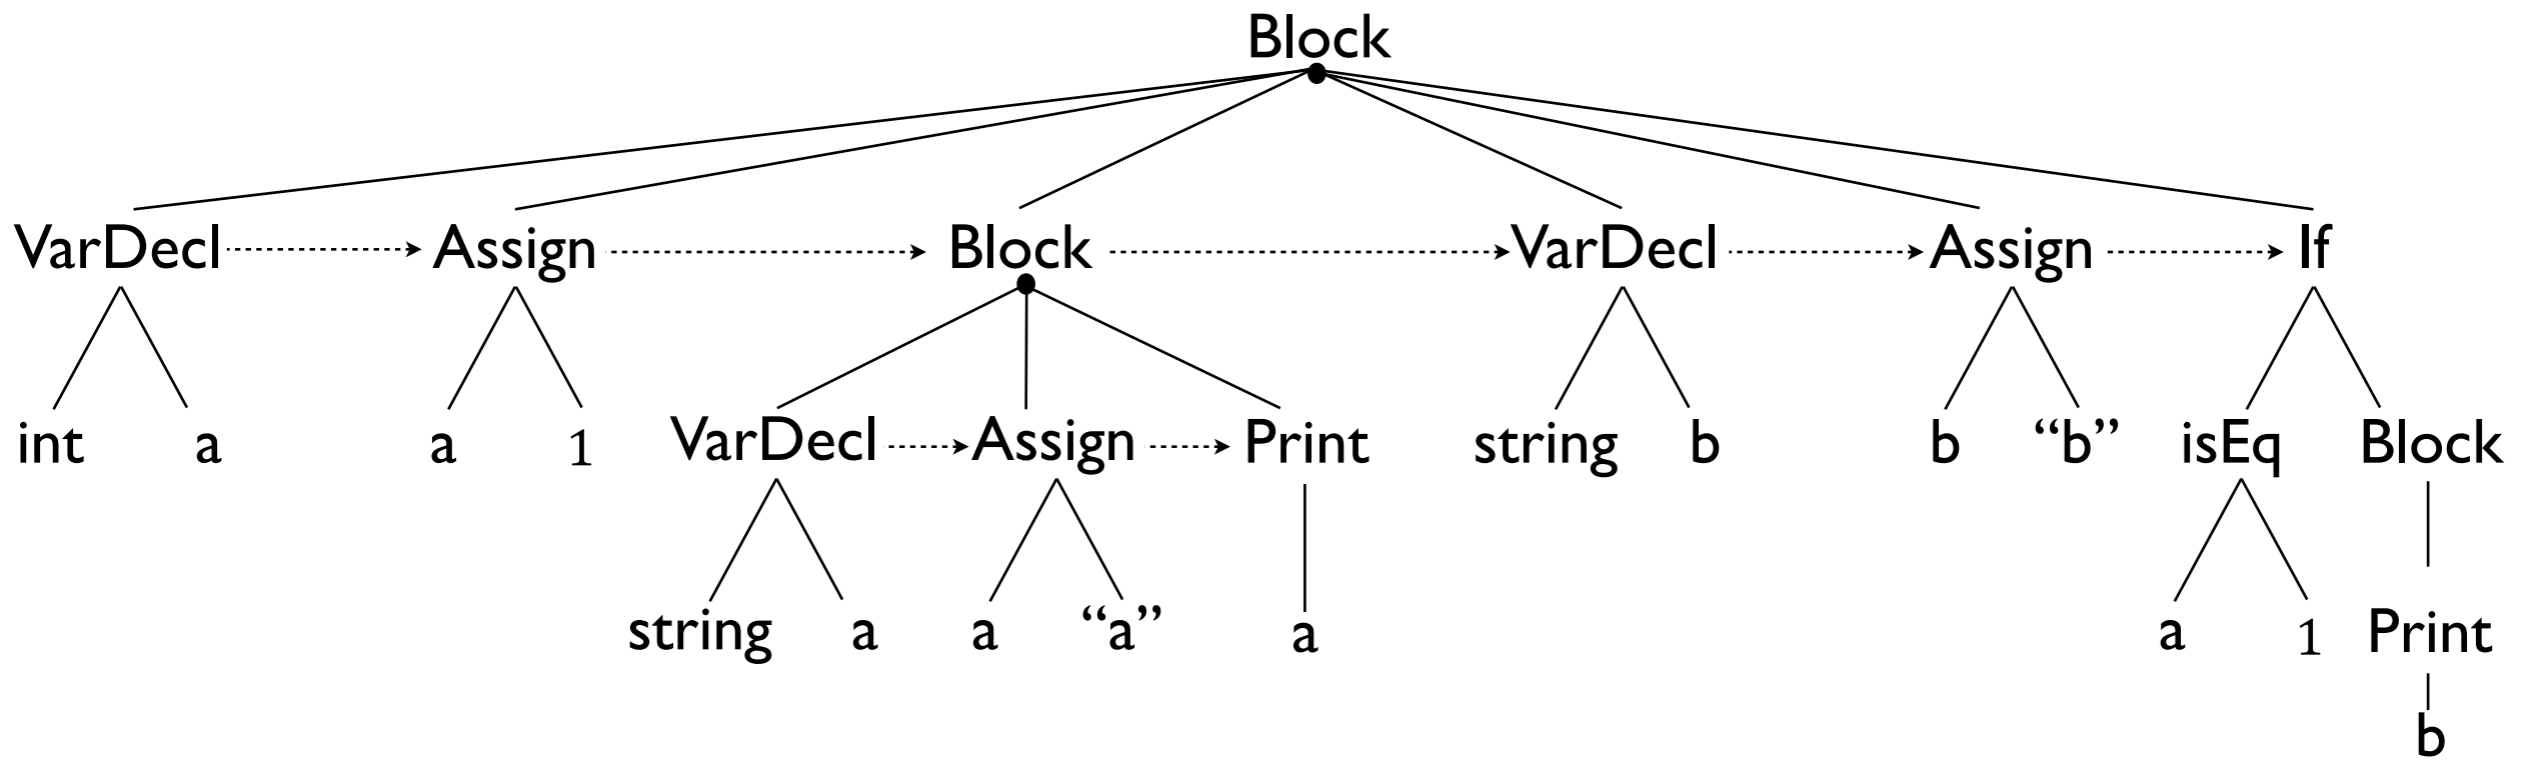 Block
VarDecl Assign Block VarDecl Assign If
int a a 1 VarDecl Assign Print string b b “b” isEq Block
string a a “a” a a 1 Print
b